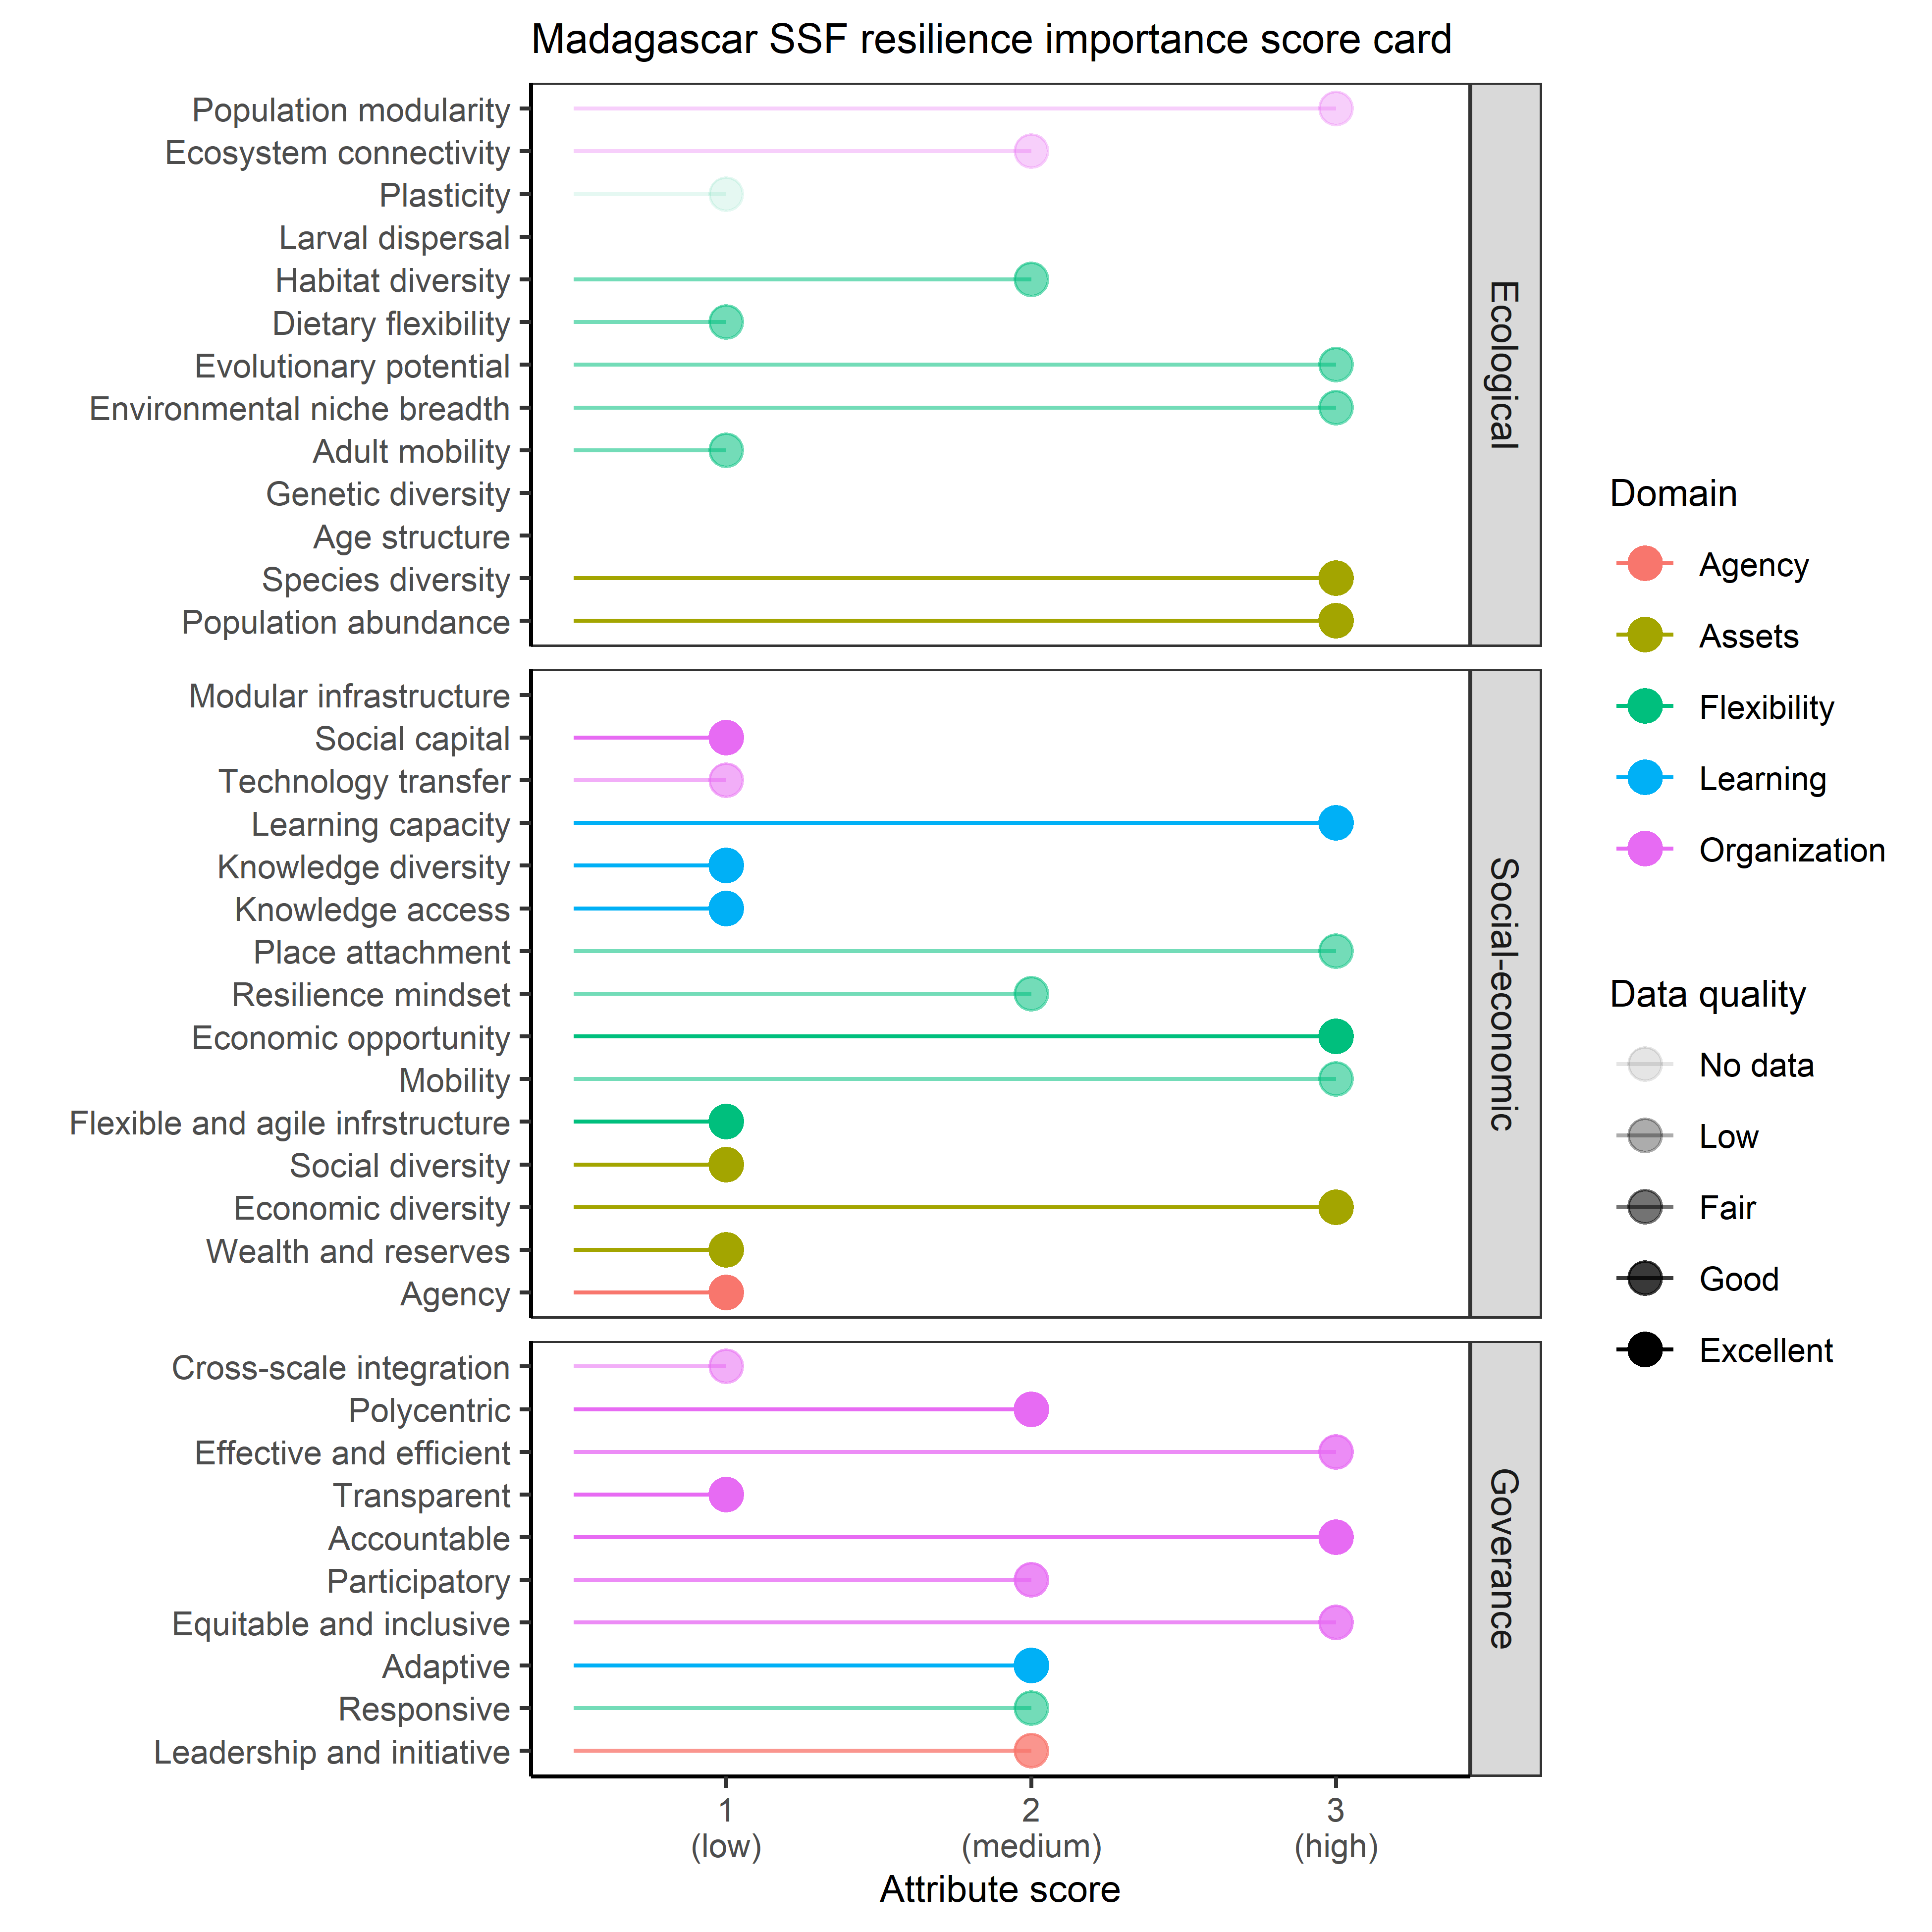 Madagascar SSF resilience importance score card
Population modularity
Ecosystem connectivity
Plasticity
Larval dispersal
Habitat diversity
Dietary flexibility
Evolutionary potential
Environmental niche breadth
Adult mobility
Genetic diversity
Age structure
Species diversity
Population abundance
Ecological
Modular infrastructure
Social capital
Technology transfer
Learning capacity
Knowledge diversity
Knowledge access
Place attachment
Resilience mindset
Economic opportunity
Mobility
Flexible and agile infrstructure
Social diversity
Economic diversity
Wealth and reserves
Agency
Social-economic
Cross-scale integration
Polycentric
Effective and efficient
Transparent
Accountable
Participatory
Equitable and inclusive
Adaptive
Responsive
Leadership and initiative
Governance
1
(low)
2
(medium)
3
(high)
Attribute score
Domain
Agency
Assets
Flexibility
Learning
Organization
Data quality
No data
Low
Fair
Good
Excellent